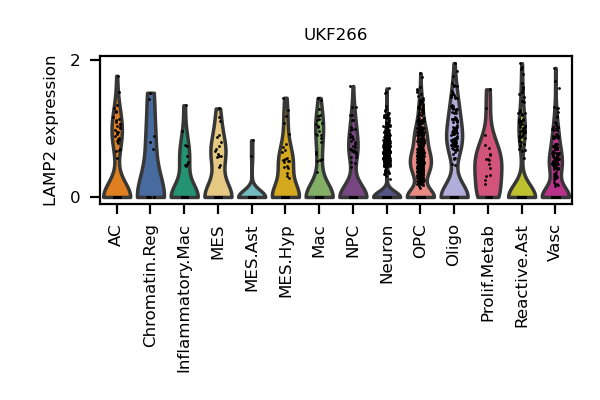 UKF266
LAMP2 expression
2
0
AC
Chromatin.Reg
Inflammatory.Mac
MES
MES.Ast
MES.Hyp
Mac
NPC
Neuron
OPC
Oligo
Prolif.Metab
Reactive.Ast
Vasc